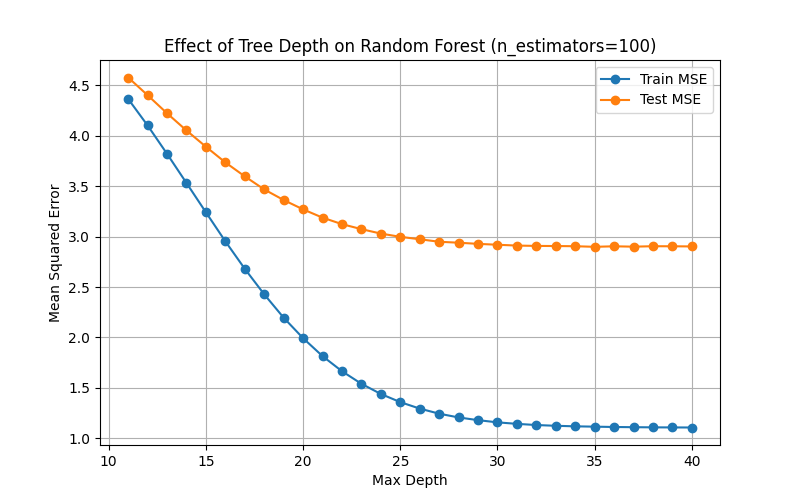 Effect of Tree Depth on Random Forest (n_estimators=100)
Train MSE
Test MSE
Mean Squared Error
4.5
4.0
3.5
3.0
2.5
2.0
1.5
1.0
10 15 20 25 30 35 40
Max Depth